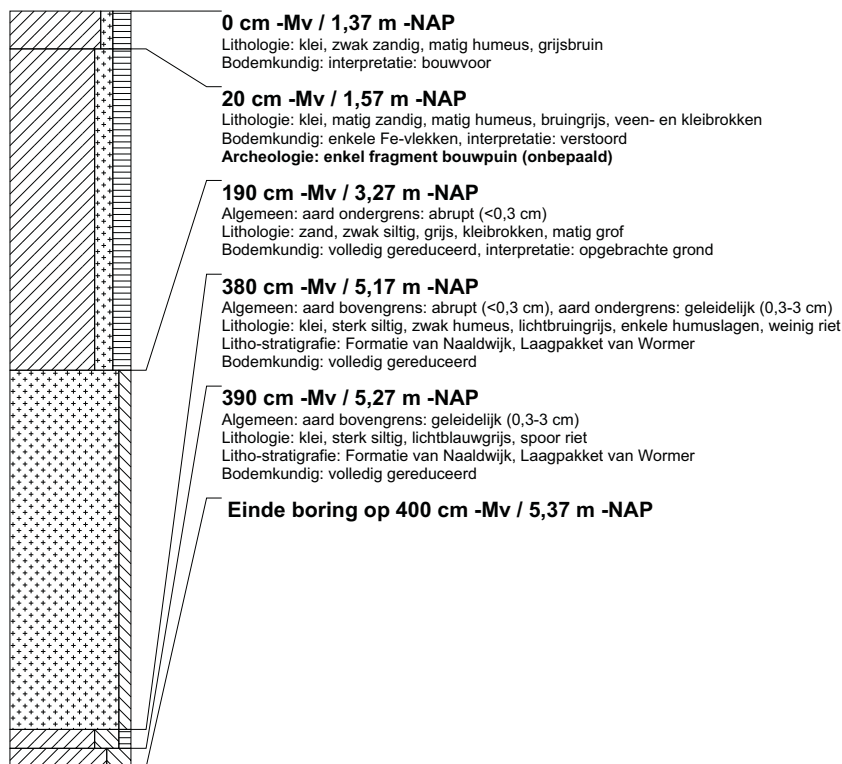 0 cm -Mv / 1,37 m -NAP
Lithologie: klei, zwak zandig, matig humeus, grijsbruin
Bodemkundig: interpretatie: bouwvoor
20 cm -Mv / 1,57 m -NAP
Lithologie: klei, matig zandig, matig humeus, bruingrijs, veen- en kleibrokken
Bodemkundig: enkele Fe-vlekken, interpretatie: verstoord
Archeologie: enkel fragment bouwpuin (onbepaald)
190 cm -Mv / 3,27 m -NAP
Algemeen: aard ondergrens: abrupt (<0,3 cm)
Lithologie: zand, zwak siltig, grijs, kleibrokken, matig grof
Bodemkundig: volledig gereduceerd, interpretatie: opgebrachte grond
380 cm -Mv / 5,17 m -NAP
Algemeen: aard bovengrens: abrupt (<0,3 cm), aard ondergrens: geleidelijk (0,3-3 cm)
Lithologie: klei, sterk siltig, zwak humeus, lichtbruingrijs, enkele humuslagen, weinig riet
Litho-stratigrafie: Formatie van Naaldwijk, Laagpakket van Wormer
Bodemkundig: volledig gereduceerd
390 cm -Mv / 5,27 m -NAP
Algemeen: aard bovengrens: geleidelijk (0,3-3 cm)
Lithologie: klei, sterk siltig, lichtblauwgrijs, spoor riet
Litho-stratigrafie: Formatie van Naaldwijk, Laagpakket van Wormer
Bodemkundig: volledig gereduceerd
Einde boring op 400 cm -Mv / 5,37 m -NAP